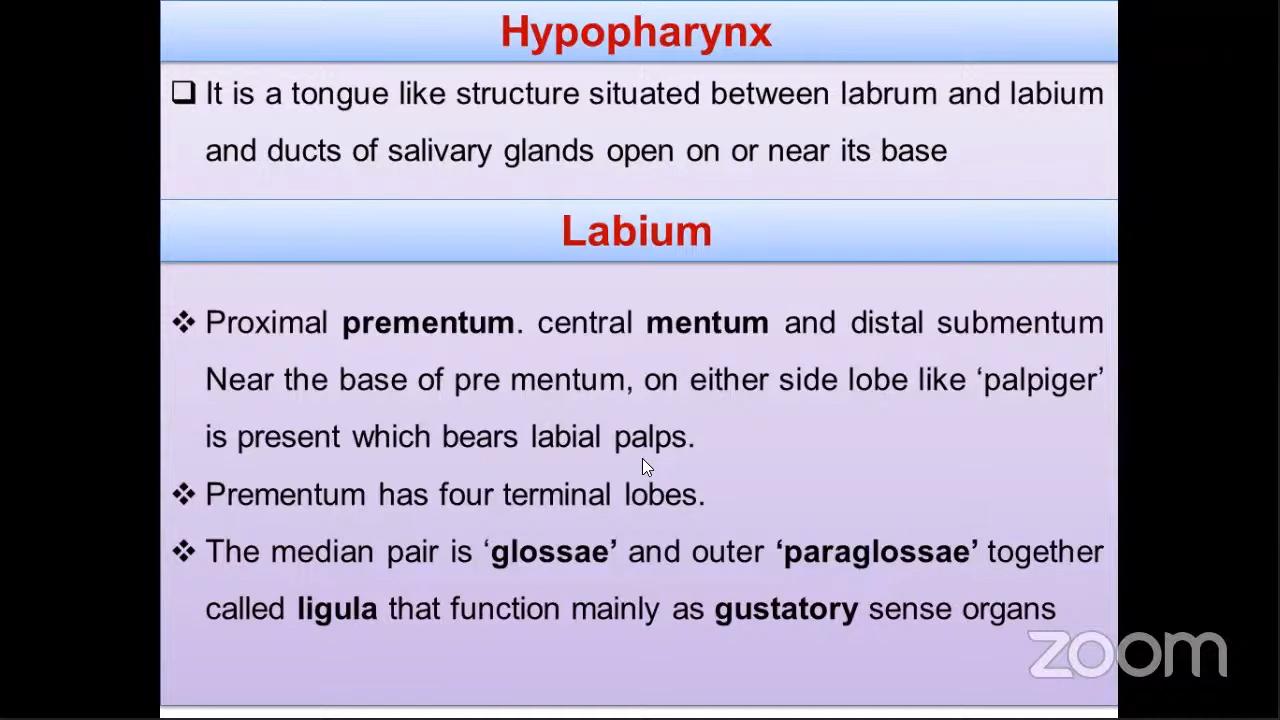 Hypopharynx
❑ It is a tongue like structure situated between labrum and labium
and ducts of salivary glands open on or near its base
Labium
❖ Proximal prementum. central mentum and distal submentum
Near the base of pre mentum, on either side lobe like ‘palpiger’
is present which bears labial palps.
❖ Prementum has four terminal lobes.
❖ The median pair is ‘glossae’ and outer ‘paraglossae’ together
called ligula that function mainly as gustatory sense organs
zoom